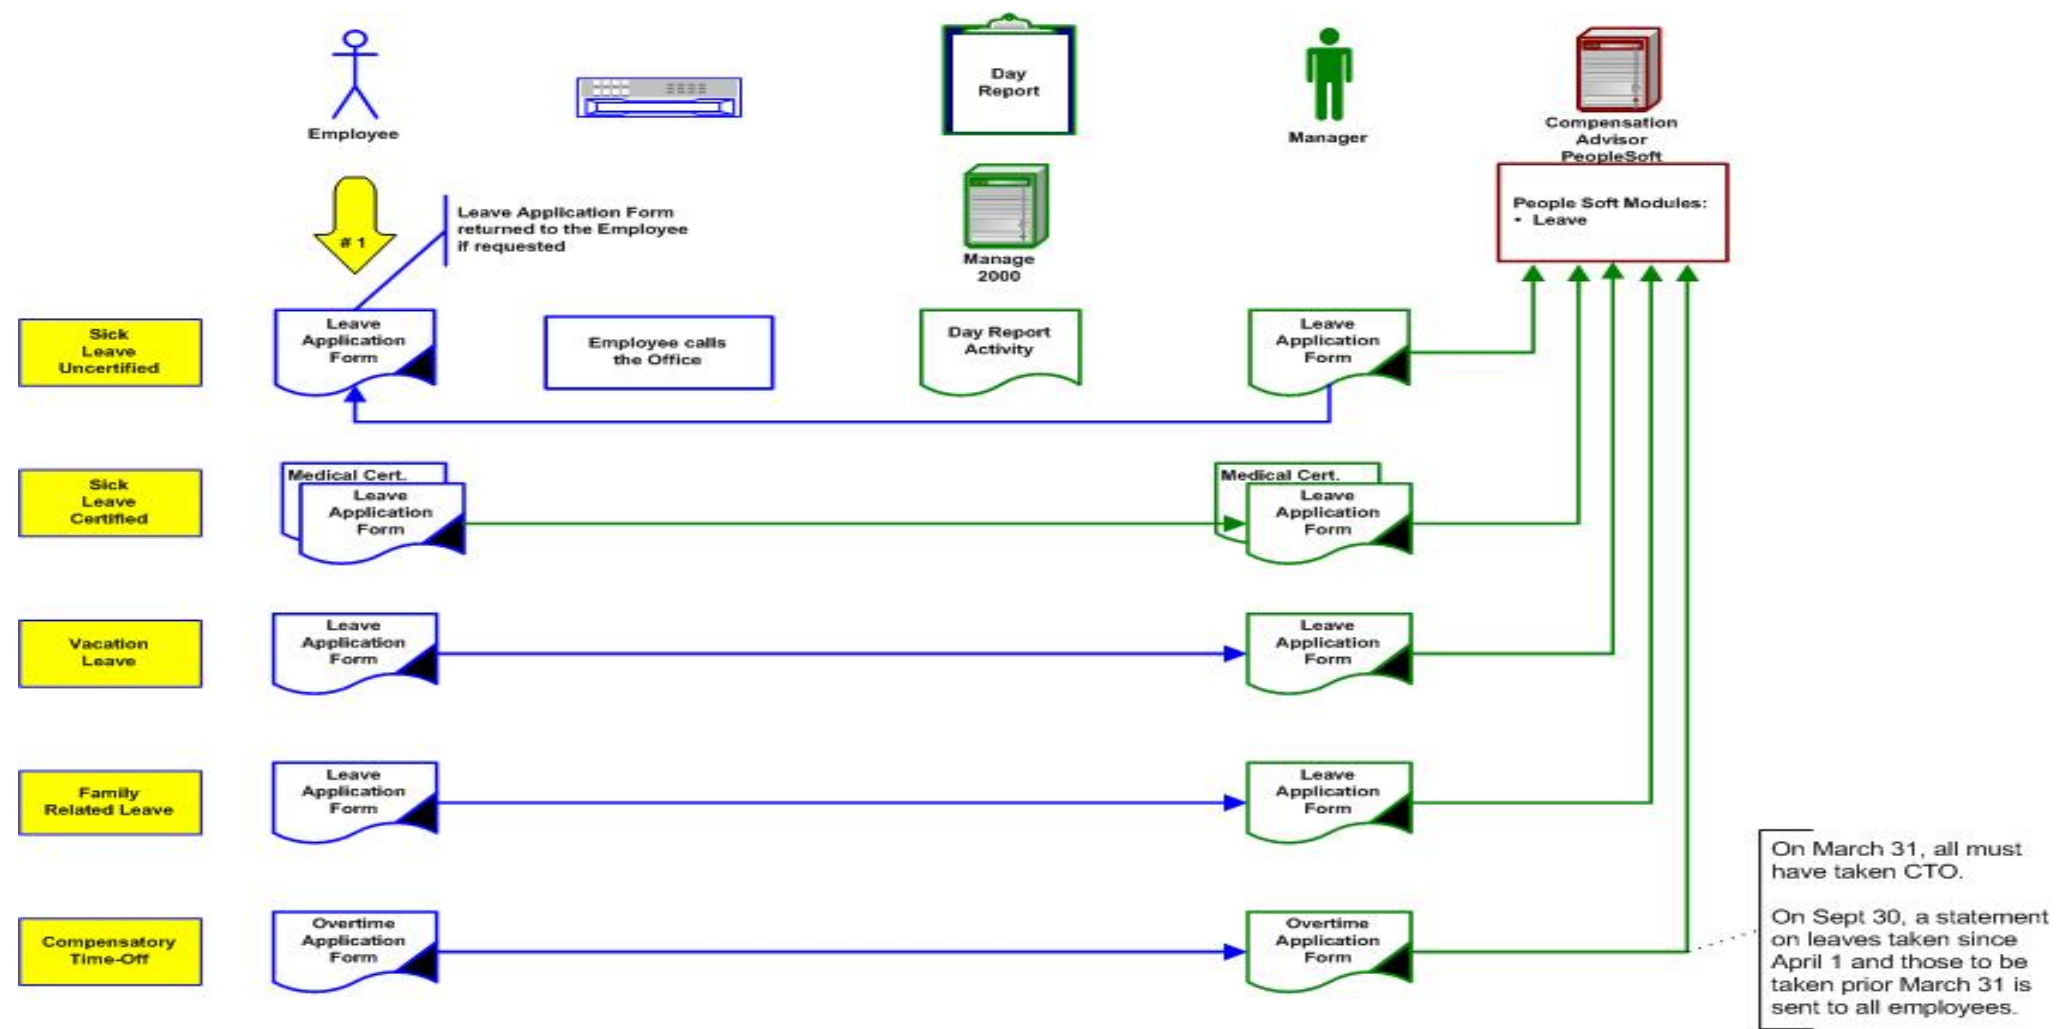 Employee
Day
Report
Manager
Compensation
Advisor
PeopleSoft
# 1
Leave Application Form
returned to the Employee
if requested
Manage
2000
People Soft Modules:
• Leave
Sick
Leave
Uncertified
Leave
Application
Form
Employee calls
the Office
Day Report
Activity
Leave
Application
Form
Sick
Leave
Certified
Medical Cert.
Leave
Application
Form
Medical Cert.
Leave
Application
Form
Vacation
Leave
Leave
Application
Form
Leave
Application
Form
Family
Related Leave
Leave
Application
Form
Leave
Application
Form
Compensatory
Time-Off
Overtime
Application
Form
Overtime
Application
Form
On March 31, all must
have taken CTO.
On Sept 30, a statement
on leaves taken since
April 1 and those to be
taken prior March 31 is
sent to all employees.